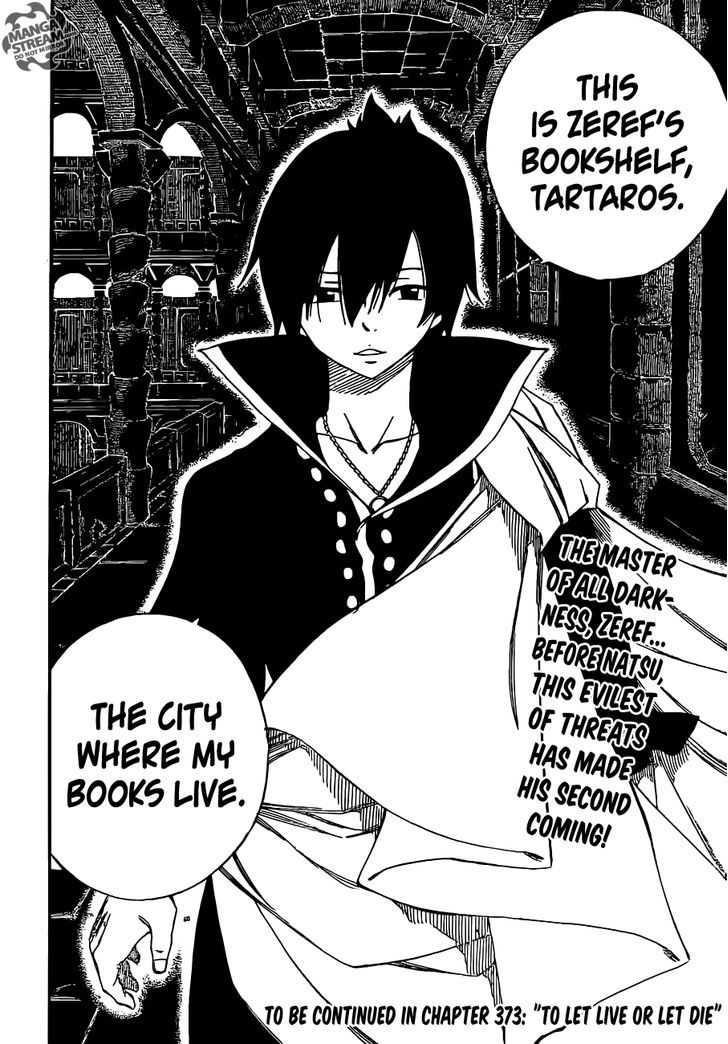 MANGA
STREAM
DO NOT MIRROR
THIS
IS ZEREF'S
BOOKSHELF,
TARTAROS.
THE MASTER
OF ALL DARK-
NESS, ZEREF...
BEFORE NATSU,
THIS EVILEST
OF THREATS
HAS MADE
HIS SECOND
COMING!
THE CITY
WHERE MY
BOOKS LIVE.
8
TO BE CONTINUED IN CHAPTER 373: "TO LET LIVE OR LET DIE"